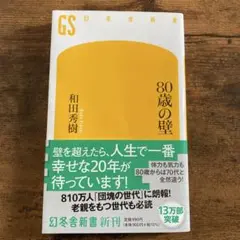 GS
幻冬舎新書
80歳の壁
和田秀樹
壁を超えたら、人生で一番
幸せな20年が
待っています!
体力も気力も
80歳からは70代と
全然違う!
810万人「団塊の世代」に朗報!
老親をもつ世代も必読
幻冬舎新書 新刊
13万部
突破